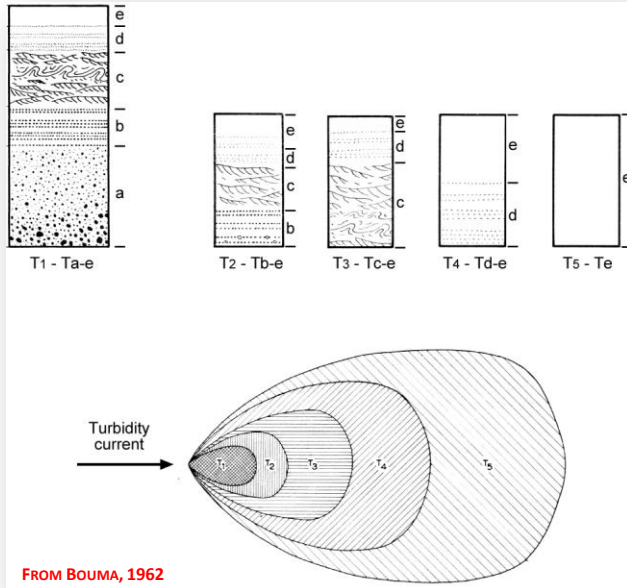 e
d
c
b
a
T1 - Ta-e
e
d
c
b
T2 - Tb-e
e
d
c
T3 - Tc-e
e
d
T4 - Td-e
e
T5 - Te
Turbidity
current
T1
T2
T3
T4
T5
FROM BOUMA, 1962